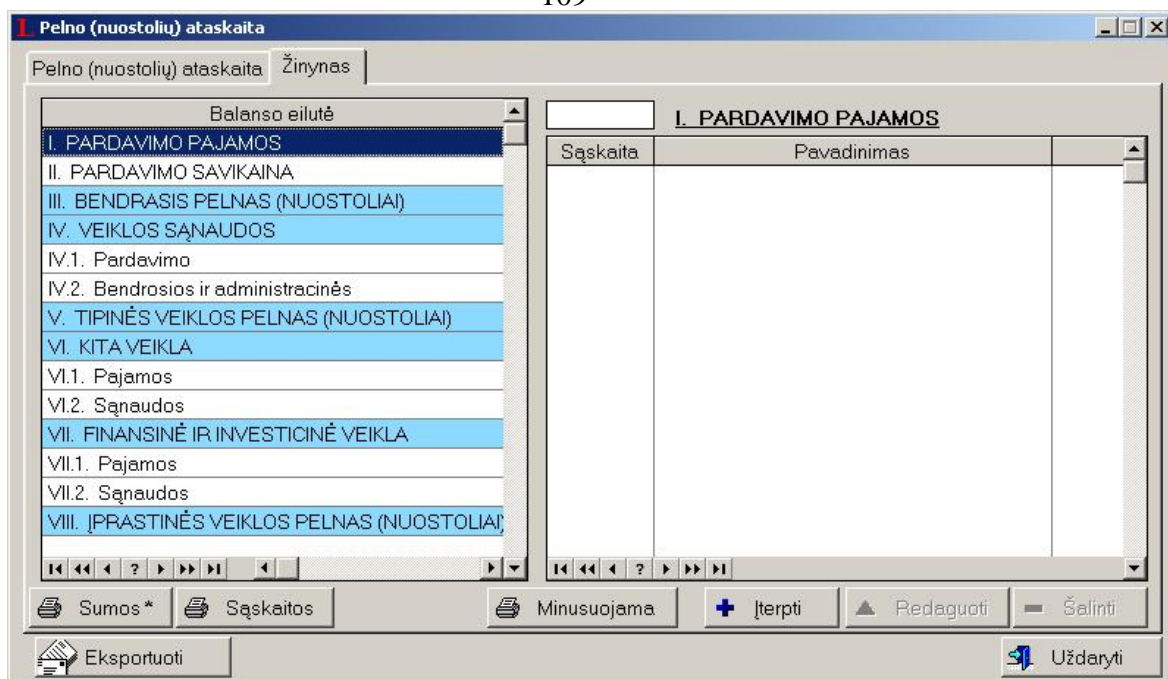 109
Pelno (nuostolių) ataskaita
Pelno (nuostolių) ataskaita Žinynas
Balanso eilutė
I. PARDAVIMO PAJAMOS
II. PARDAVIMO SAVIKAINA
III. BENDRASIS PELNAS (NUOSTOLIAI)
IV. VEIKLOS SĄNAUDOS
IV.1. Pardavimo
IV.2. Bendrosios ir administracinės
V. TIPINĖS VEIKLOS PELNAS (NUOSTOLIAI)
VI. KITA VEIKLA
VI.1. Pajamos
VI.2. Sąnaudos
VII. FINANSINĖ IR INVESTICINĖ VEIKLA
VII.1. Pajamos
VII.2. Sąnaudos
VIII. ĮPRASTINĖS VEIKLOS PELNAS (NUOSTOLIAI)
I. PARDAVIMO PAJAMOS
Sąskaita Pavadinimas
Sumos * Sąskaitos Minusuojama Įterpti Redaguoti Šalinti
Eksportuoti Uždaryti